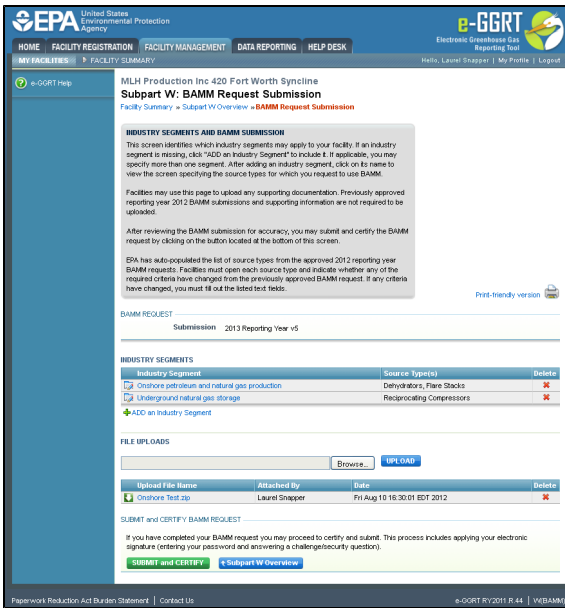 United States
EPA Environmental Protection
Agency
e-GGRT
Electronic Greenhouse Gas
Reporting Tool
HOME FACILITY REGISTRATION FACILITY MANAGEMENT DATA REPORTING HELP DESK
MY FACILITIES FACILITY SUMMARY
Hello, Laurel Snapper | My Profile | Logout
e-GGRT Help
MLH Production Inc 420 Fort Worth Syncline
Subpart W: BAMM Request Submission
Facility Summary » Subpart W Overview » BAMM Request Submission
INDUSTRY SEGMENTS AND BAMM SUBMISSION
This screen identifies which industry segments may apply to your facility. If an industry
segment is missing, click "ADD an Industry Segment" to include it. If applicable, you may
specify more than one segment. After adding an industry segment, click on its name to
view the screen specifying the source types for which you request to use BAMM.
Facilities may use this page to upload any supporting documentation. Previously approved
reporting year 2012 BAMM submissions and supporting information are not required to be
uploaded.
After reviewing the BAMM submission for accuracy, you may submit and certify the BAMM
request by clicking on the button located at the bottom of this screen.
EPA has auto-populated the list of source types from the approved 2012 reporting year
BAMM requests. Facilities must open each source type and indicate whether any of the
required criteria have changed from the previously approved BAMM request. If any criteria
have changed, you must fill out the listed text fields.
Print-friendly version
BAMM REQUEST
Submission 2013 Reporting Year v5
INDUSTRY SEGMENTS
Industry Segment Source Type(s) Delete
Onshore petroleum and natural gas production Dehydrators, Flare Stacks
Underground natural gas storage Reciprocating Compressors
ADD an Industry Segment
FILE UPLOADS
Browse... UPLOAD
Upload File Name Attached By Date Delete
Onshore Test.zip Laurel Snapper Fri Aug 10 16:30:01 EDT 2012
SUBMIT and CERTIFY BAMM REQUEST
If you have completed your BAMM request you may proceed to certify and submit. This process includes applying your electronic
signature (entering your password and answering a challenge/security question).
SUBMIT and CERTIFY Subpart W Overview
Paperwork Reduction Act Burden Statement | Contact Us
e-GGRT RY2011.R.44 | W(BAMM)